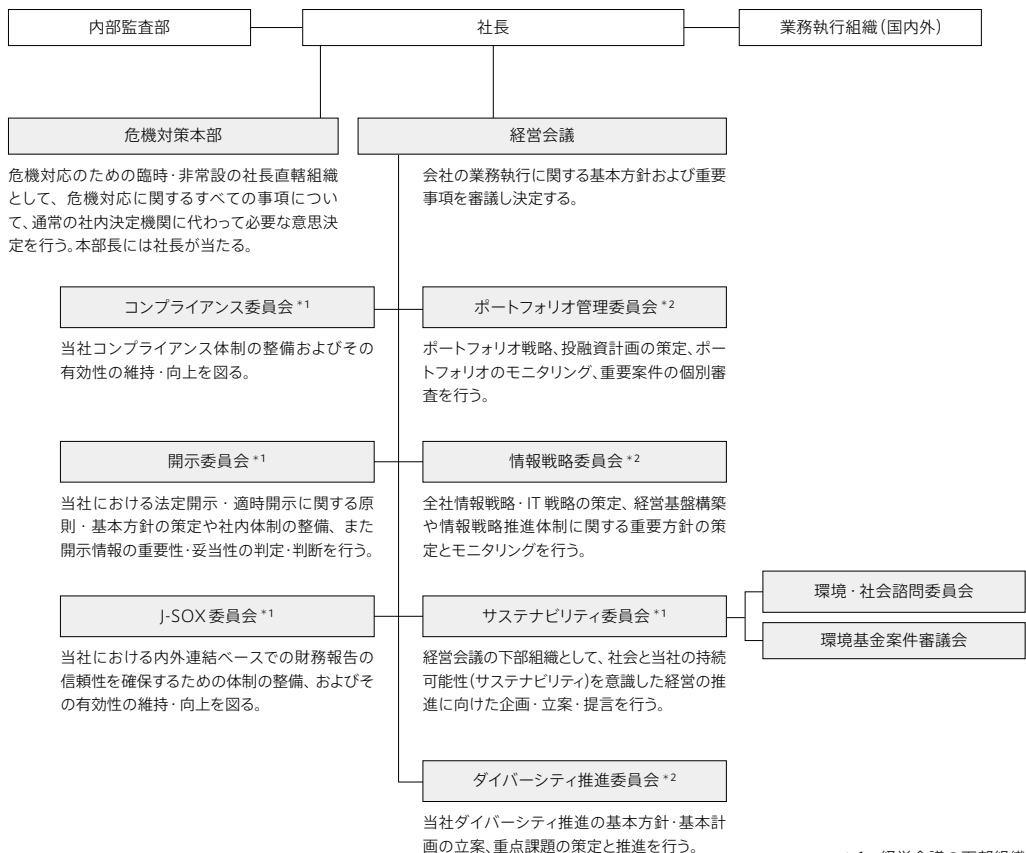 内部監査部
社長
業務執行組織(国内外)
危機対策本部
危機対応のための臨時・非常設の社長直轄組織
として、危機対応に関するすべての事項につい
て、通常の社内決定機関に代わって必要な意思決
定を行う。本部長には社長が当たる。
経営会議
会社の業務執行に関する基本方針および重要
事項を審議し決定する。
コンプライアンス委員会*1
当社コンプライアンス体制の整備およびその
有効性の維持・向上を図る。
ポートフォリオ管理委員会*2
ポートフォリオ戦略、投融資計画の策定、ポー
トフォリオのモニタリング、重要案件の個別審
査を行う。
開示委員会*1
当社における法定開示・適時開示に関する原
則・基本方針の策定や社内体制の整備、また
開示情報の重要性・妥当性の判定・判断を行う。
情報戦略委員会*2
全社情報戦略・IT戦略の策定、経営基盤構築
や情報戦略推進体制に関する重要方針の策
定とモニタリングを行う。
J-SOX委員会*1
当社における内外連結ベースでの財務報告の
信頼性を確保するための体制の整備、およびそ
の有効性の維持・向上を図る。
サステナビリティ委員会*1
経営会議の下部組織として、社会と当社の持続
可能性(サステナビリティ)を意識した経営の推
進に向けた企画・立案・提言を行う。
環境・社会諮問委員会
環境基金案件審議会
ダイバーシティ推進委員会*2
当社ダイバーシティ推進の基本方針・基本計
画の立案、重点課題の策定と推進を行う。